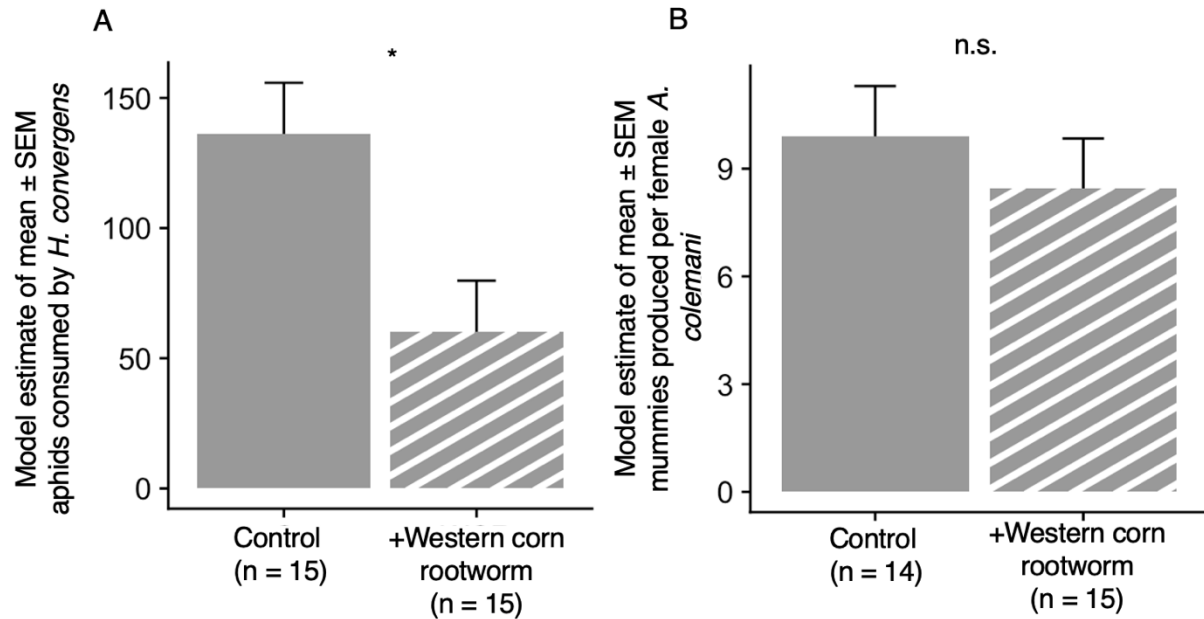 A
*
Model estimate of mean ± SEM
aphids consumed by H. convergens
150
100
50
0
Control
(n = 15)
+Western corn
rootworm
(n = 15)
B
n.s.
Model estimate of mean ± SEM
mummies produced per female A.
colemani
9
6
3
0
Control
(n = 14)
+Western corn
rootworm
(n = 15)